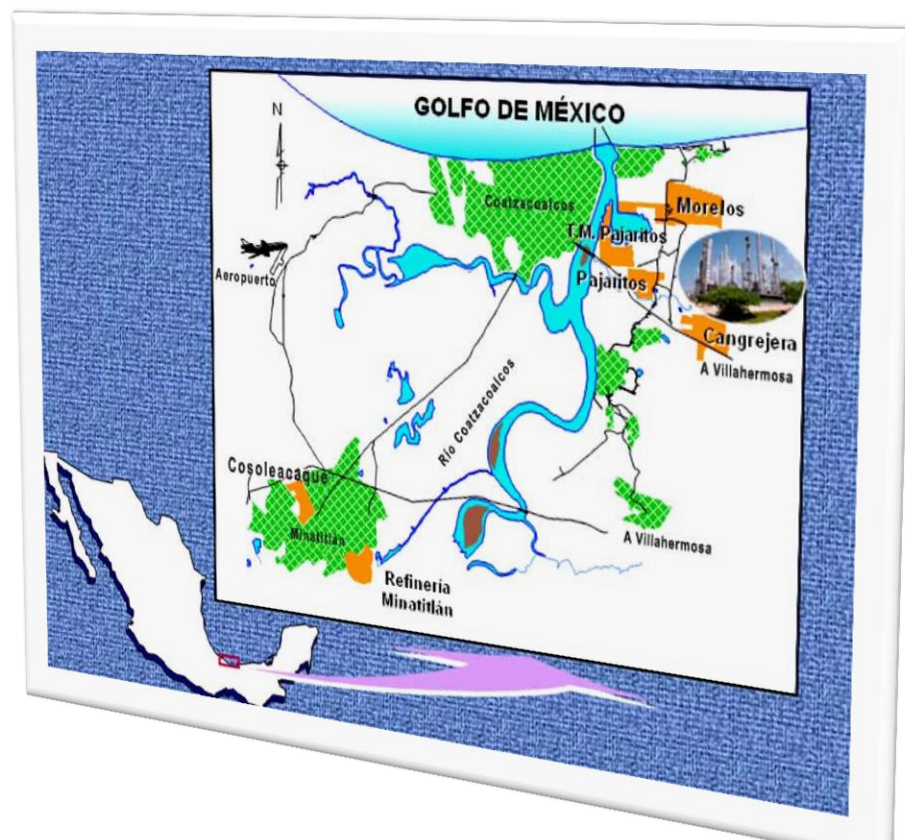 GOLFO DE MÉXICO
N
Coatzacoalcos
Morelos
T.M. Pajaritos
Aeropuerto
Pajaritos
Cangrejera
A Villahermosa
Río Coatzacoalcos
Cosoleacaque
Minatitlán
A Villahermosa
Refinería
Minatitlán